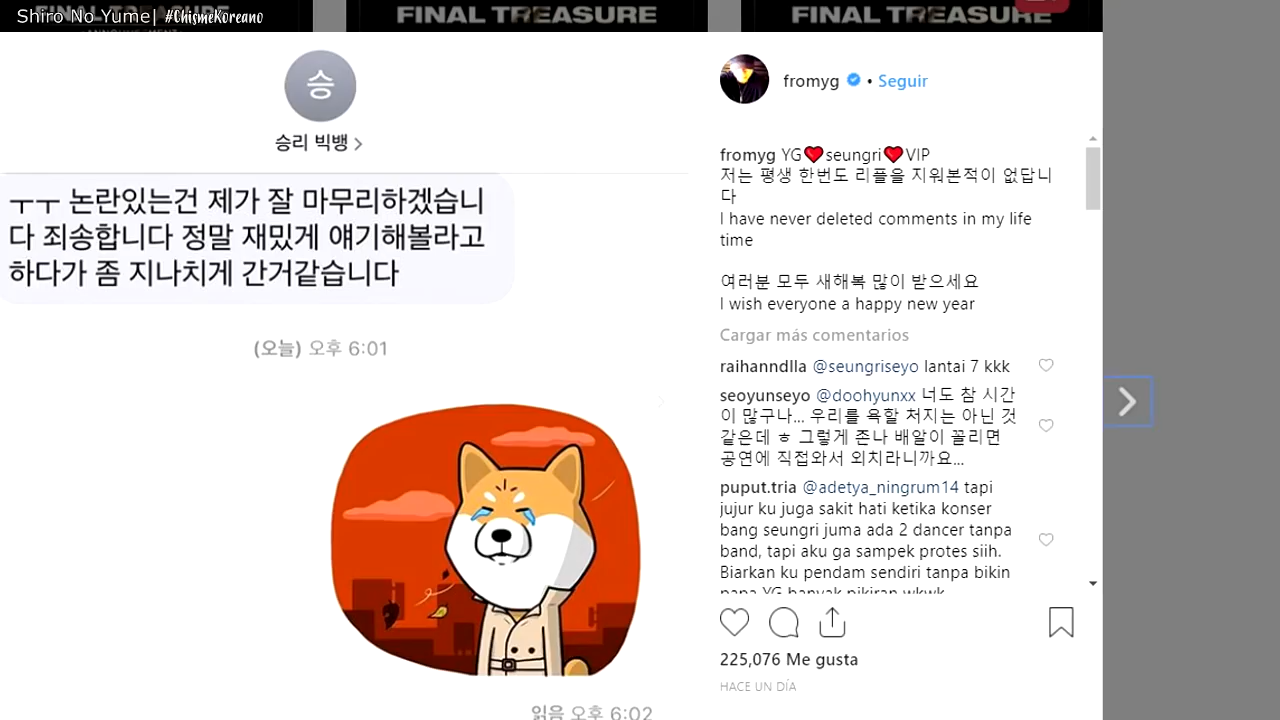 Shiro No Yume| #ChismeKoreano
FINAL TREASURE
FINAL TREASURE
FINAL TREASURE
승
승리 빅뱅 >
ㅜㅜ 논란있는건 제가 잘 마무리하겠습니
다 죄송합니다 정말 재밌게 얘기해볼라고
하다가 좀 지나치게 간거같습니다
(오늘) 오후 6:01
읽음 오후 6:02
fromyg • Seguir
fromyg YG❤seungri❤VIP
저는 평생 한번도 리플을 지워본적이 없답니
다
I have never deleted comments in my life
time
여러분 모두 새해복 많이 받으세요
I wish everyone a happy new year
Cargar más comentarios
raihanndlla @seungriseyo lantai 7 kkk
seoyunseyo @doohyunxx 너도 참 시간
이 많구나... 우리를 욕할 처지는 아닌 것
같은데 ㅎ 그렇게 존나 배알이 꼴리면
공연에 직접와서 외치라니까요...
puput.tria @adetya_ningrum14 tapi
jujur ku juga sakit hati ketika konser
bang seungri juma ada 2 dancer tanpa
band, tapi aku ga sampek protes siih.
Biarkan ku pendam sendiri tanpa bikin
papa YG banyak pikiran wkwk
225,076 Me gusta
HACE UN DÍA